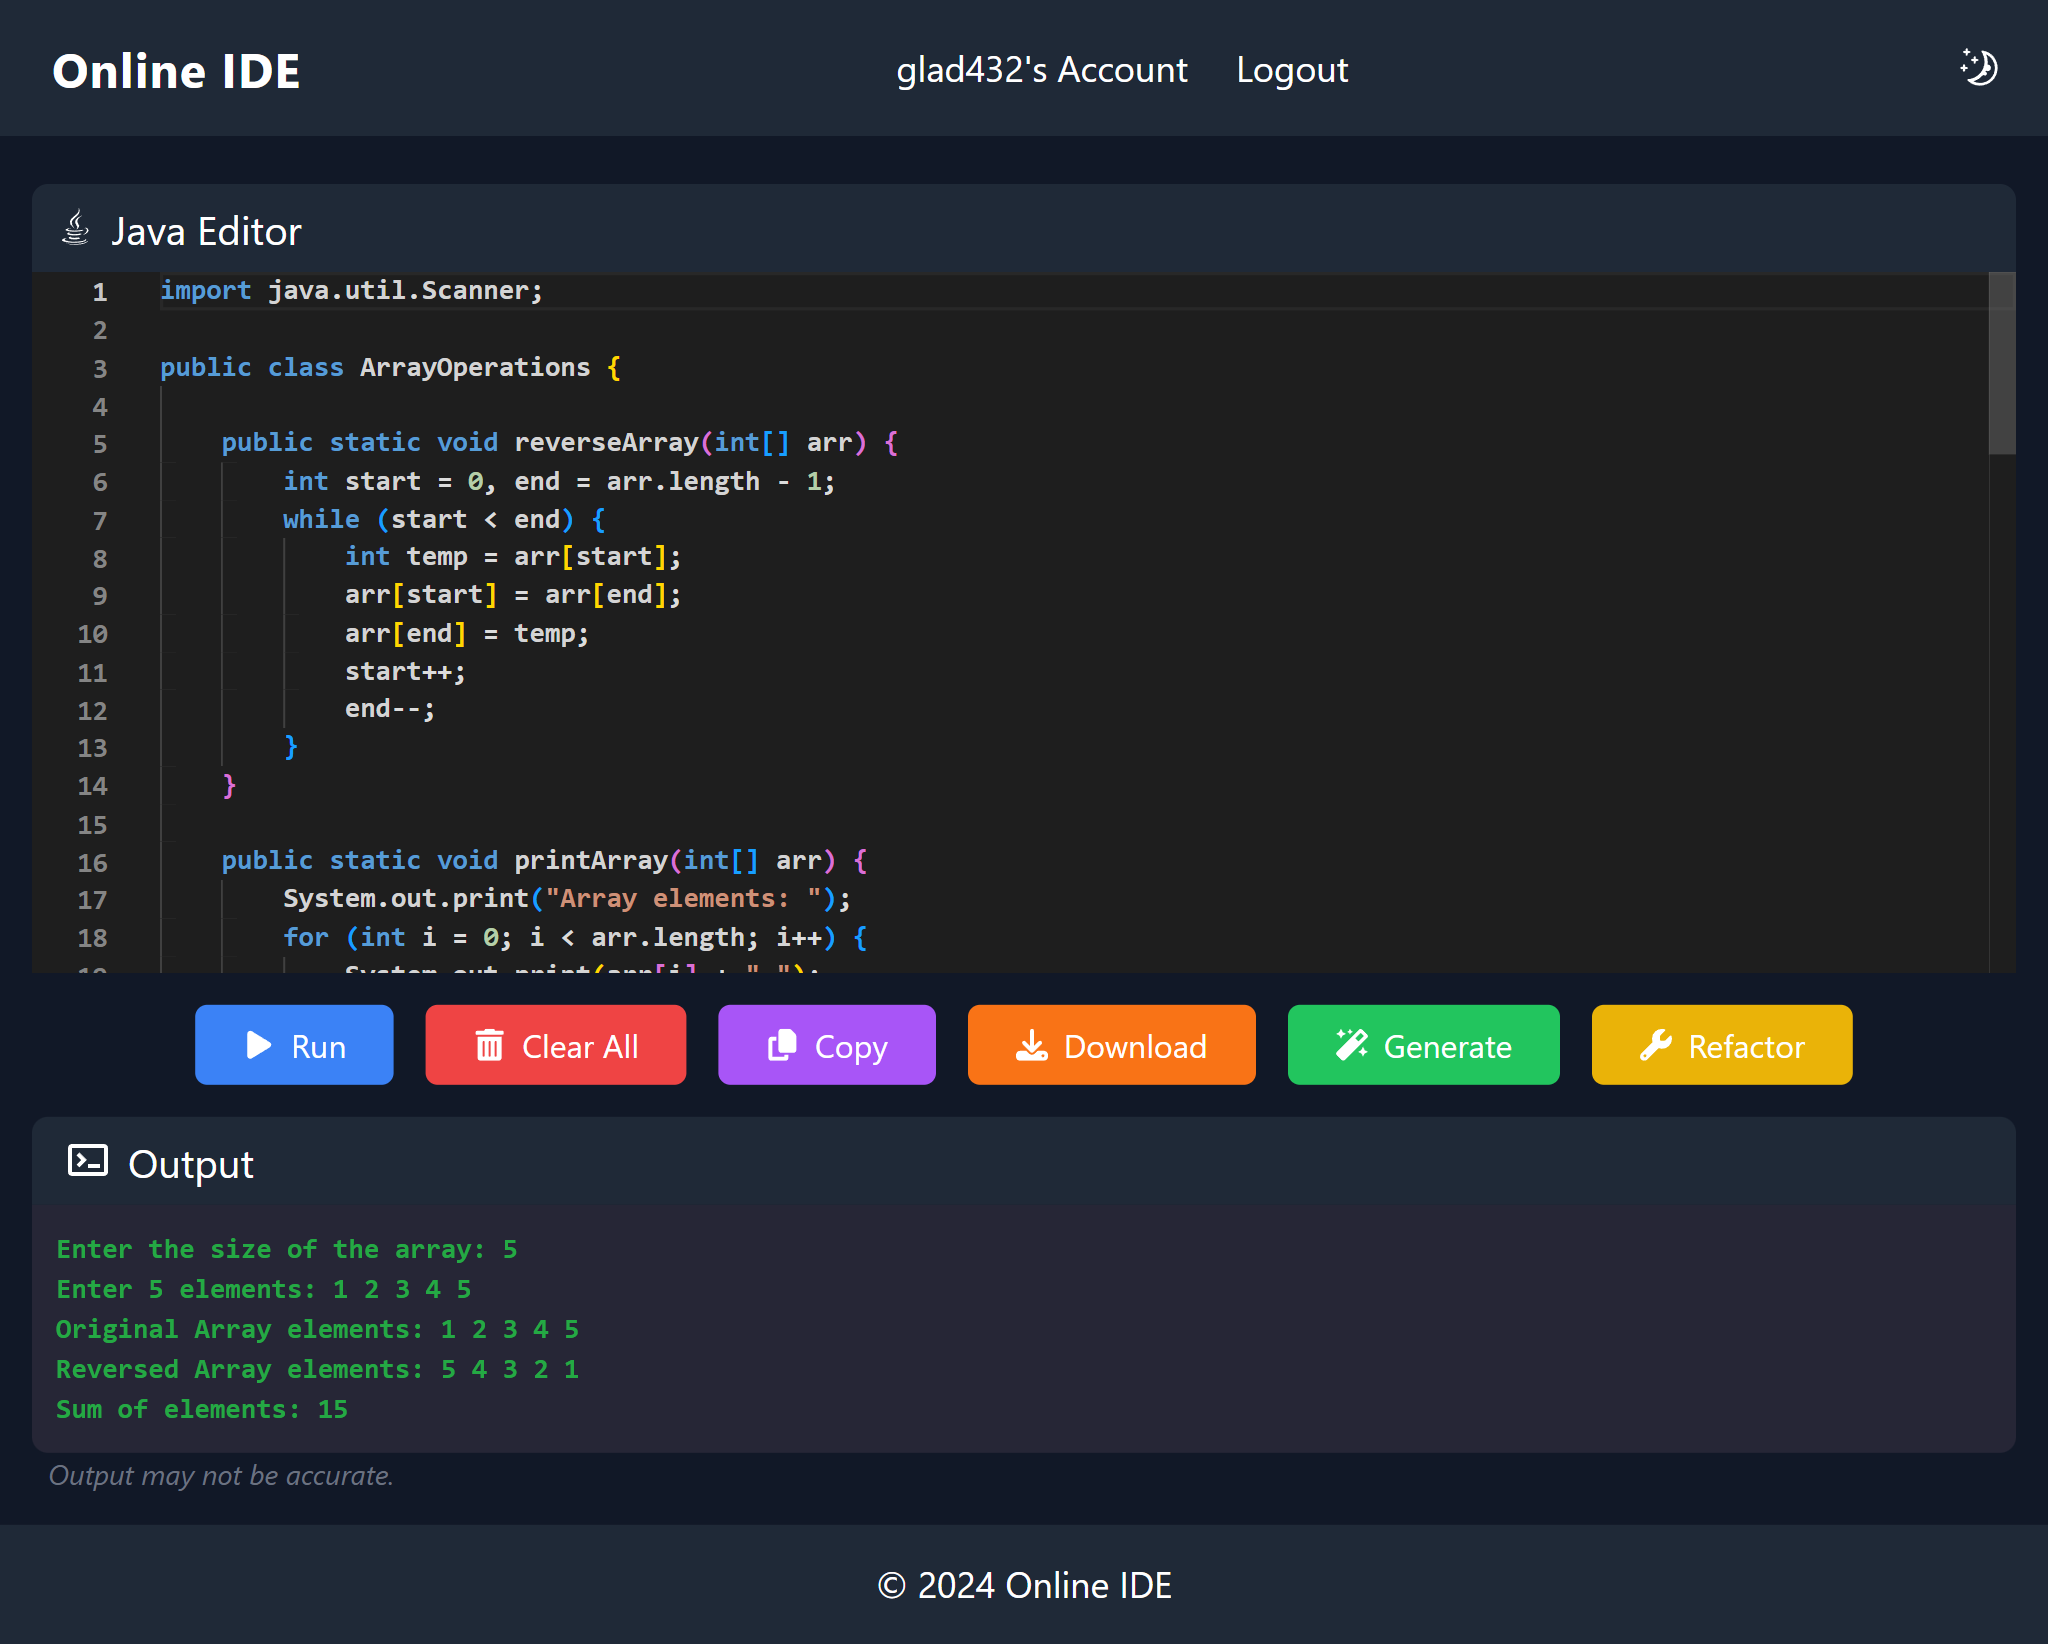 Online IDE
glad432's Account Logout
Java Editor
1 import java.util.Scanner;
2
3 public class ArrayOperations {
4
5     public static void reverseArray(int[] arr) {
6         int start = 0, end = arr.length - 1;
7         while (start < end) {
8             int temp = arr[start];
9             arr[start] = arr[end];
10             arr[end] = temp;
11             start++;
12             end--;
13         }
14     }
15
16     public static void printArray(int[] arr) {
17         System.out.print("Array elements: ");
18         for (int i = 0; i < arr.length; i++) {
19             System.out.print(arr[i] + " ");
Run Clear All Copy Download Generate Refactor
Output
Enter the size of the array: 5
Enter 5 elements: 1 2 3 4 5
Original Array elements: 1 2 3 4 5
Reversed Array elements: 5 4 3 2 1
Sum of elements: 15
Output may not be accurate.
© 2024 Online IDE